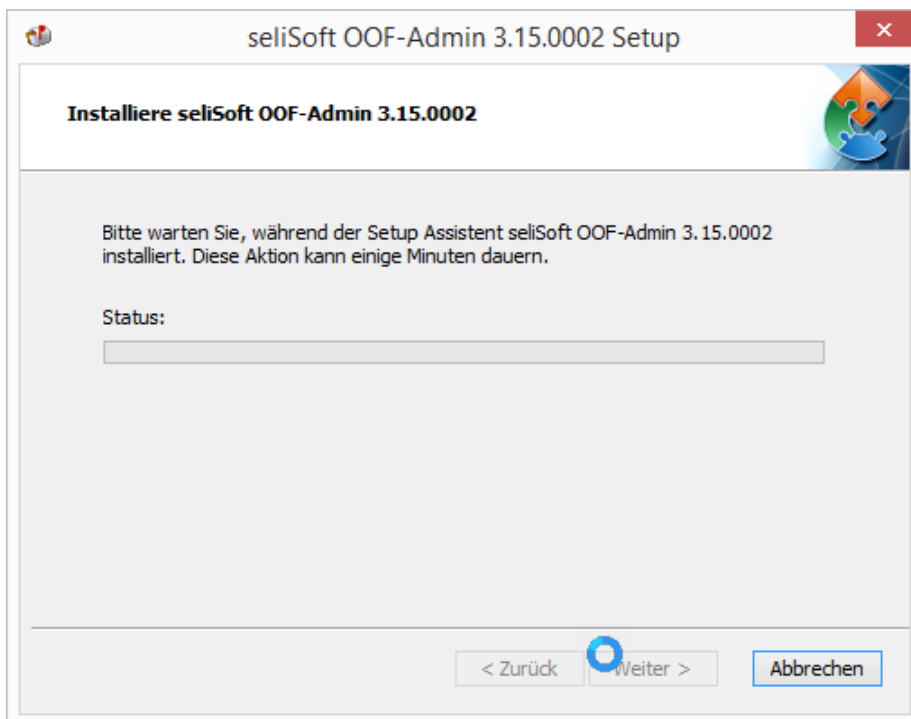 seliSoft OOF-Admin 3.15.0002 Setup
Installiere seliSoft OOF-Admin 3.15.0002
Bitte warten Sie, während der Setup Assistent seliSoft OOF-Admin 3.15.0002
installiert. Diese Aktion kann einige Minuten dauern.
Status:
< Zurück
Weiter >
Abbrechen